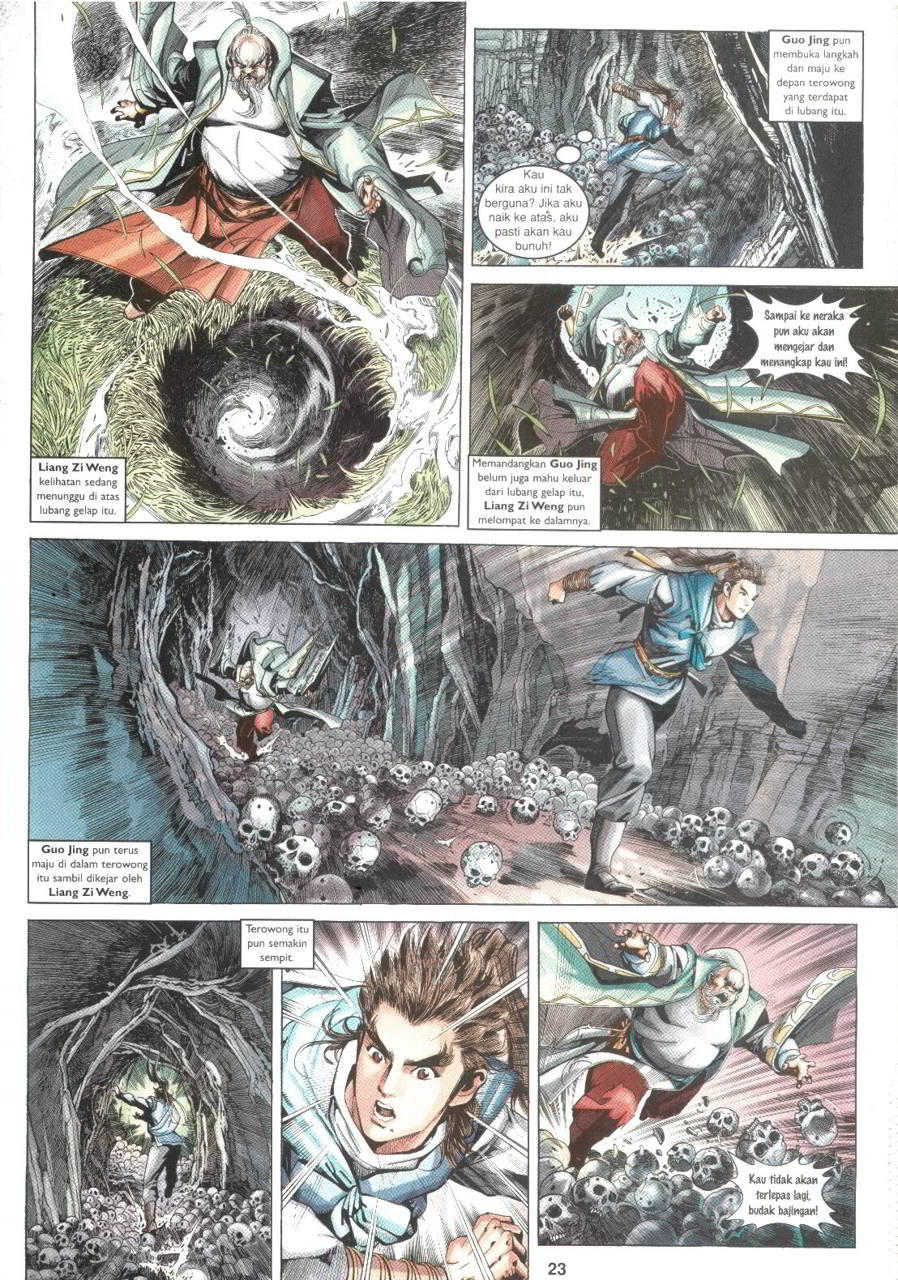 Liang Zi Weng
kelihatan sedang
menunggu di atas
lubang gelap itu.
Guo Jing pun
membuka langkah
dan maju ke
depan terowong
yang terdapat
di lubang itu.
Kau
kira aku ini tak
berguna? Jika aku
naik ke atas, aku
pasti akan kau
bunuh!
Sampai ke neraka
pun aku akan
mengejar dan
menangkap kau ini!
Memandangkan Guo Jing
belum juga mahu keluar
dari lubang gelap itu,
Liang Zi Weng pun
melompat ke dalamnya.
Guo Jing pun terus
maju di dalam terowong
itu sambil dikejar oleh
Liang Zi Weng.
Terowong itu
pun semakin
sempit.
Kau tidak akan
terlepas lagi,
budak bajingan!
23